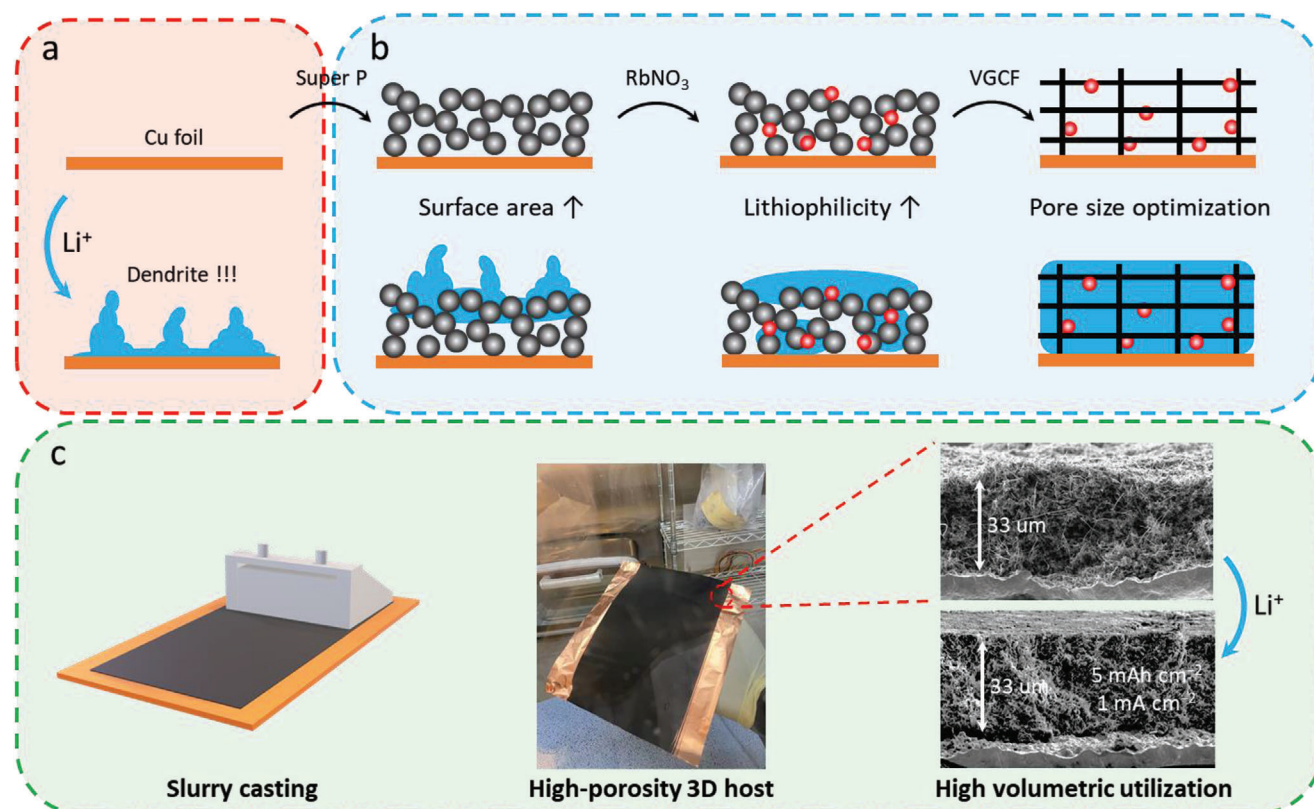 a
Cu foil
Li⁺
Dendrite !!!
b
Super P
RbNO₃
VGCF
Surface area ↑
Lithiophilicity ↑
Pore size optimization
c
33 um
Li⁺
33 um
5 mAh cm⁻²
1 mA cm⁻²
Slurry casting
High-porosity 3D host
High volumetric utilization